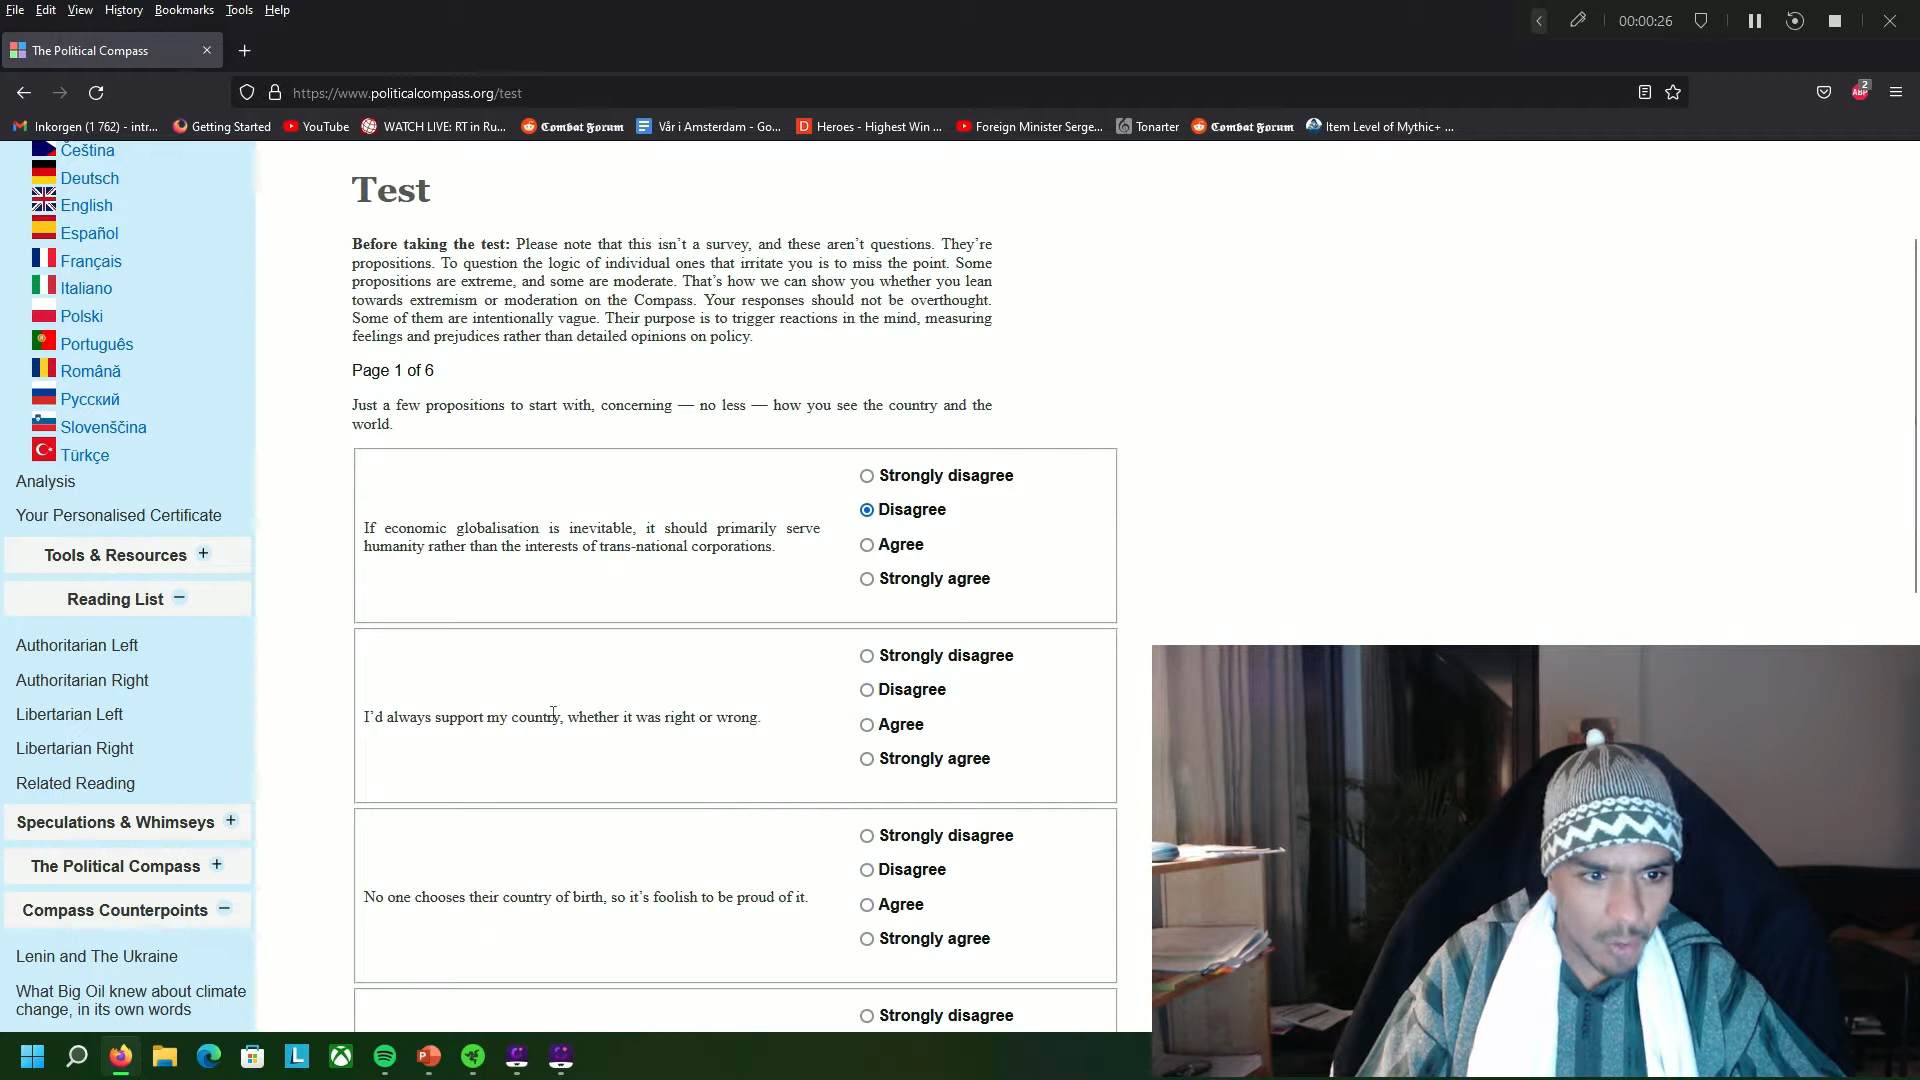 File Edit View History Bookmarks Tools Help
00:00:26
The Political Compass
https://www.politicalcompass.org/test
2
ABP
Inkorgen (1 762) - intr...
Getting Started
YouTube
WATCH LIVE: RT in Ru...
Combat Forum
Vår i Amsterdam - Go...
Heroes - Highest Win ...
Foreign Minister Serge...
Tonarter
Combat Forum
Item Level of Mythic+ ...
Čeština
Deutsch
English
Español
Français
Italiano
Polski
Português
Română
Русский
Slovenščina
Türkçe
Analysis
Your Personalised Certificate
Tools & Resources +
Reading List −
Authoritarian Left
Authoritarian Right
Libertarian Left
Libertarian Right
Related Reading
Speculations & Whimseys +
The Political Compass +
Compass Counterpoints −
Lenin and The Ukraine
What Big Oil knew about climate
change, in its own words
Test
Before taking the test: Please note that this isn’t a survey, and these aren’t questions. They’re
propositions. To question the logic of individual ones that irritate you is to miss the point. Some
propositions are extreme, and some are moderate. That’s how we can show you whether you lean
towards extremism or moderation on the Compass. Your responses should not be overthought.
Some of them are intentionally vague. Their purpose is to trigger reactions in the mind, measuring
feelings and prejudices rather than detailed opinions on policy.
Page 1 of 6
Just a few propositions to start with, concerning — no less — how you see the country and the
world.
If economic globalisation is inevitable, it should primarily serve
humanity rather than the interests of trans-national corporations.
Strongly disagree
Disagree
Agree
Strongly agree
I’d always support my country, whether it was right or wrong.
Strongly disagree
Disagree
Agree
Strongly agree
No one chooses their country of birth, so it’s foolish to be proud of it.
Strongly disagree
Disagree
Agree
Strongly agree
Strongly disagree